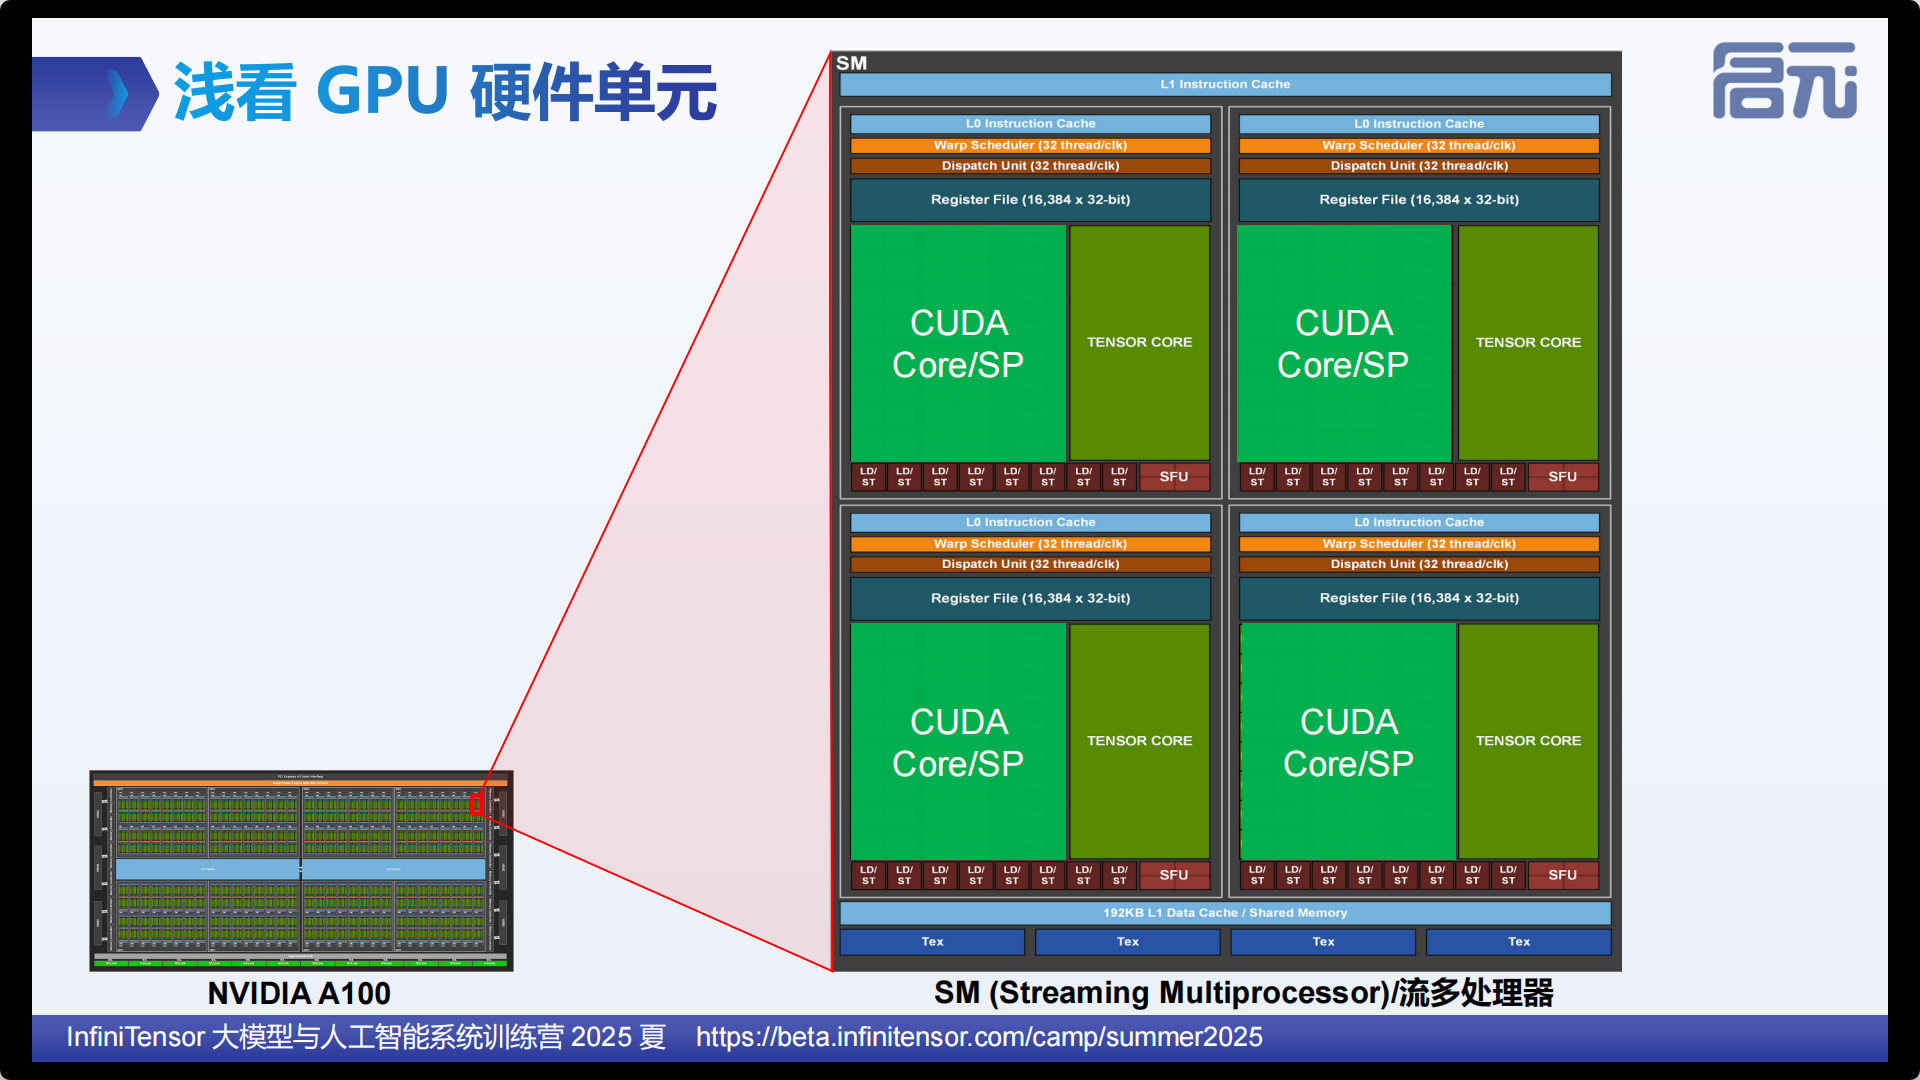 浅看 GPU 硬件单元
启元
SM
L1 Instruction Cache
L0 Instruction Cache
Warp Scheduler (32 thread/clk)
Dispatch Unit (32 thread/clk)
Register File (16,384 x 32-bit)
CUDA
Core/SP
TENSOR CORE
LD/ LD/ LD/ LD/ LD/ LD/ LD/ LD/
ST ST ST ST ST ST ST ST
SFU
L0 Instruction Cache
Warp Scheduler (32 thread/clk)
Dispatch Unit (32 thread/clk)
Register File (16,384 x 32-bit)
CUDA
Core/SP
TENSOR CORE
LD/ LD/ LD/ LD/ LD/ LD/ LD/ LD/
ST ST ST ST ST ST ST ST
SFU
L0 Instruction Cache
Warp Scheduler (32 thread/clk)
Dispatch Unit (32 thread/clk)
Register File (16,384 x 32-bit)
CUDA
Core/SP
TENSOR CORE
LD/ LD/ LD/ LD/ LD/ LD/ LD/ LD/
ST ST ST ST ST ST ST ST
SFU
L0 Instruction Cache
Warp Scheduler (32 thread/clk)
Dispatch Unit (32 thread/clk)
Register File (16,384 x 32-bit)
CUDA
Core/SP
TENSOR CORE
LD/ LD/ LD/ LD/ LD/ LD/ LD/ LD/
ST ST ST ST ST ST ST ST
SFU
192KB L1 Data Cache / Shared Memory
Tex Tex Tex Tex
NVIDIA A100
SM (Streaming Multiprocessor)/流多处理器
InfiniTensor 大模型与人工智能系统训练营 2025 夏 https://beta.infinitensor.com/camp/summer2025